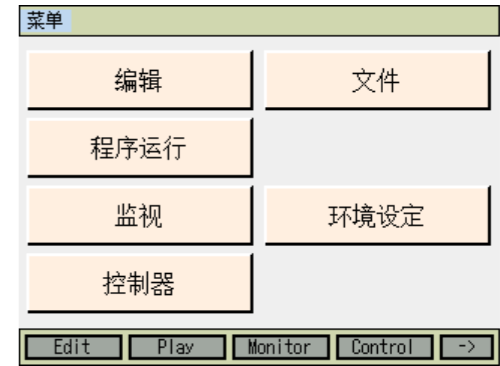 菜单
编辑 文件
程序运行
监视 环境设定
控制器
Edit Play Monitor Control ->